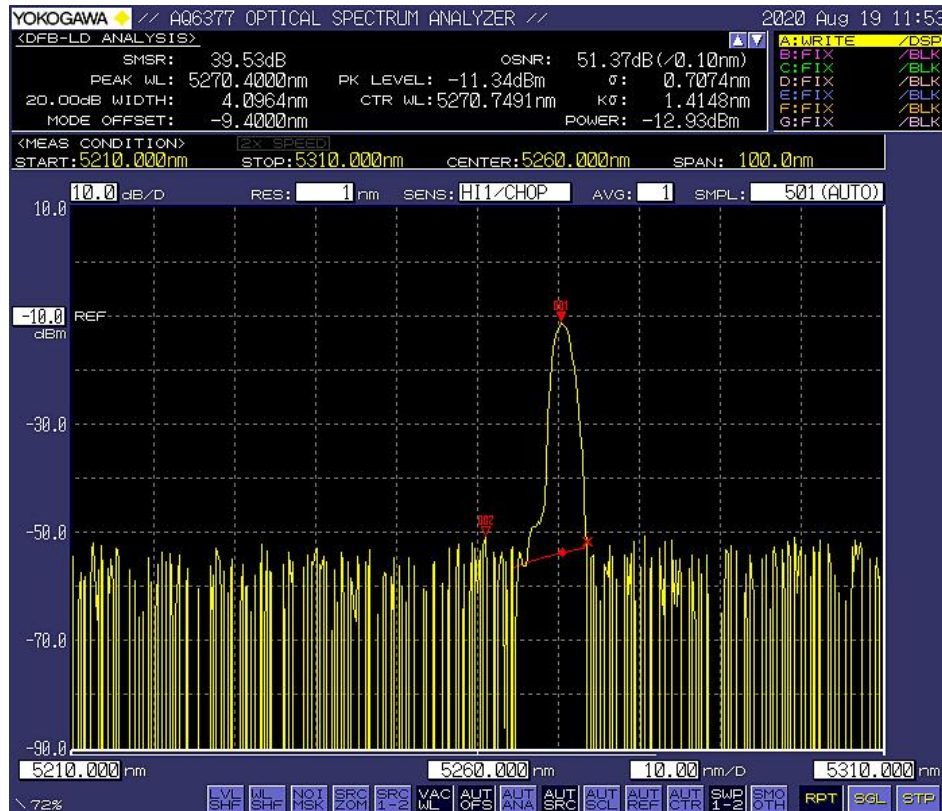 YOKOGAWA // AQ6377 OPTICAL SPECTRUM ANALYZER // 2020 Aug 19 11:53
<DFB-LD ANALYSIS>
SMSR: 39.53dB OSNR: 51.37dB(/0.10nm)
PEAK WL: 5270.4000nm PK LEVEL: -11.34dBm σ: 0.7074nm
20.00dB WIDTH: 4.0964nm CTR WL:5270.7491nm Kσ: 1.4148nm
MODE OFFSET: -9.4000nm POWER: -12.93dBm
A:WRITE /DSP
B:FIX /BLK
C:FIX /BLK
D:FIX /BLK
E:FIX /BLK
F:FIX /BLK
G:FIX /BLK
<MEAS CONDITION> 2X SPEED
START:5210.000nm STOP:5310.000nm CENTER:5260.000nm SPAN: 100.0nm
10.0 dB/D RES: 1 nm SENS: HI1/CHOP AVG: 1 SMPL: 501(AUTO)
10.0
001
-10.0 REF
dBm
-30.0
-50.0
002
-70.0
-90.0
5210.000 nm 5260.000 nm 10.00 nm/D 5310.000 nm
72%
LVL SHF
WL SHF
NOI MSK
SRC ZOM
SRC 1-2
VAC WL
AUT OFS
AUT ANA
AUT SRC
AUT SCL
AUT REF
AUT CTR
SWP 1-2
SMO OTH
RPT
SGL
STP